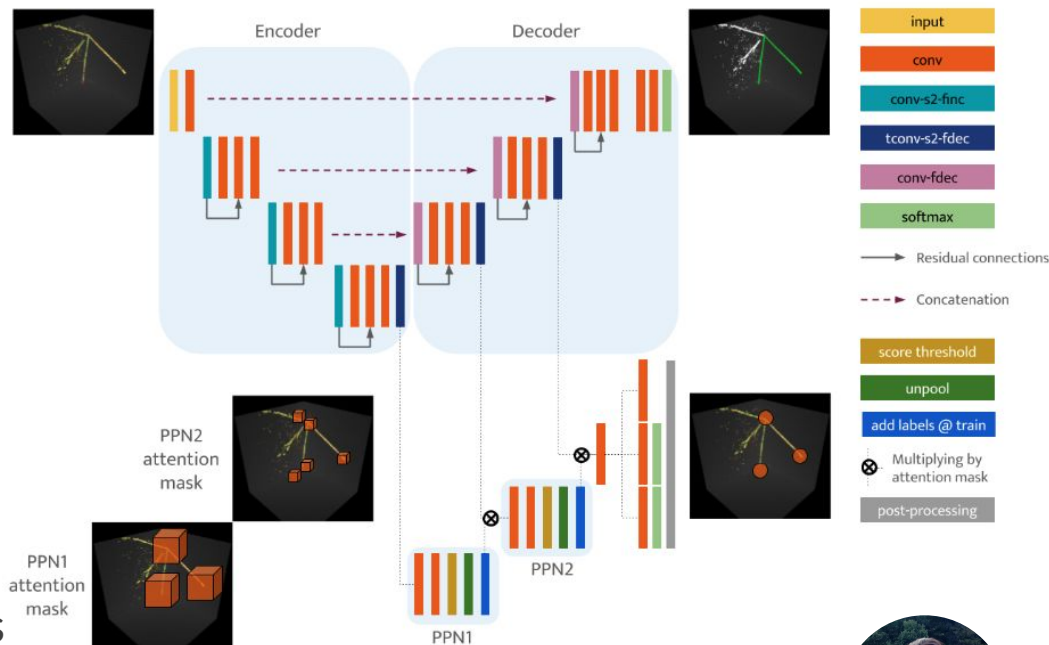 Encoder
Decoder
input
conv
conv-s2-finc
tconv-s2-fdec
conv-fdec
softmax
Residual connections
Concatenation
score threshold
unpool
add labels @ train
Multiplying by
attention mask
post-processing
PPN2
attention
mask
PPN1
attention
mask
PPN2
PPN1
s